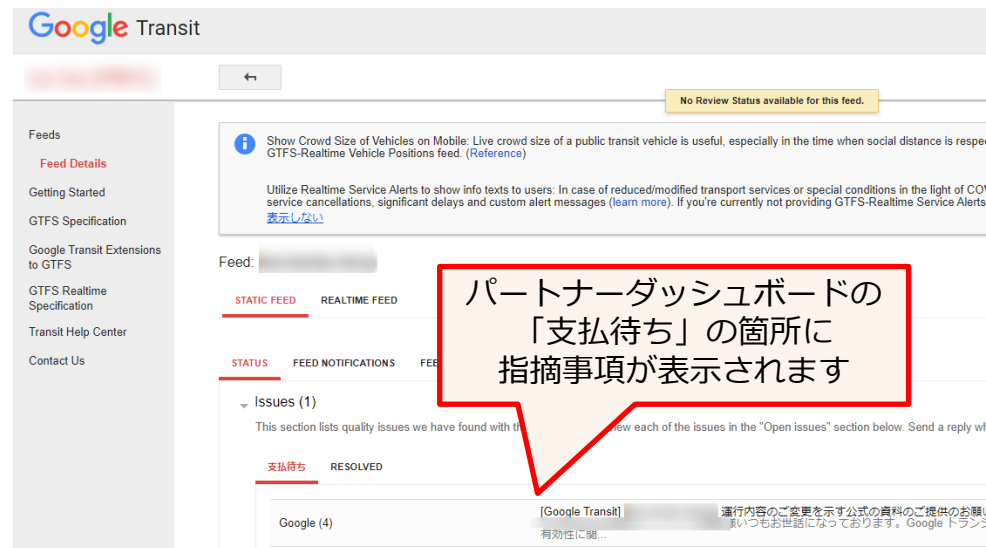 Google Transit
No Review Status available for this feed.
Feeds
Feed Details
Getting Started
GTFS Specification
Google Transit Extensions
to GTFS
GTFS Realtime
Specification
Transit Help Center
Contact Us
Show Crowd Size of Vehicles on Mobile: Live crowd size of a public transit vehicle is useful, especially in the time when social distance is respe
GTFS-Realtime Vehicle Positions feed. (Reference)
Utilize Realtime Service Alerts to show info texts to users: In case of reduced/modified transport services or special conditions in the light of COV
service cancellations, significant delays and custom alert messages (learn more). If you're currently not providing GTFS-Realtime Service Alerts
表示しない
Feed:
STATIC FEED REALTIME FEED
パートナーダッシュボードの
「支払待ち」の箇所に
指摘事項が表示されます
STATUS FEED NOTIFICATIONS FEE
Issues (1)
This section lists quality issues we have found with th ew each of the issues in the "Open issues" section below. Send a reply wh
支払待ち RESOLVED
Google (4)
[Google Transit] 運行内容のご変更を示す公式の資料のご提供のお願い
様いつもお世話になっております。Google トランジ
有効性に関...